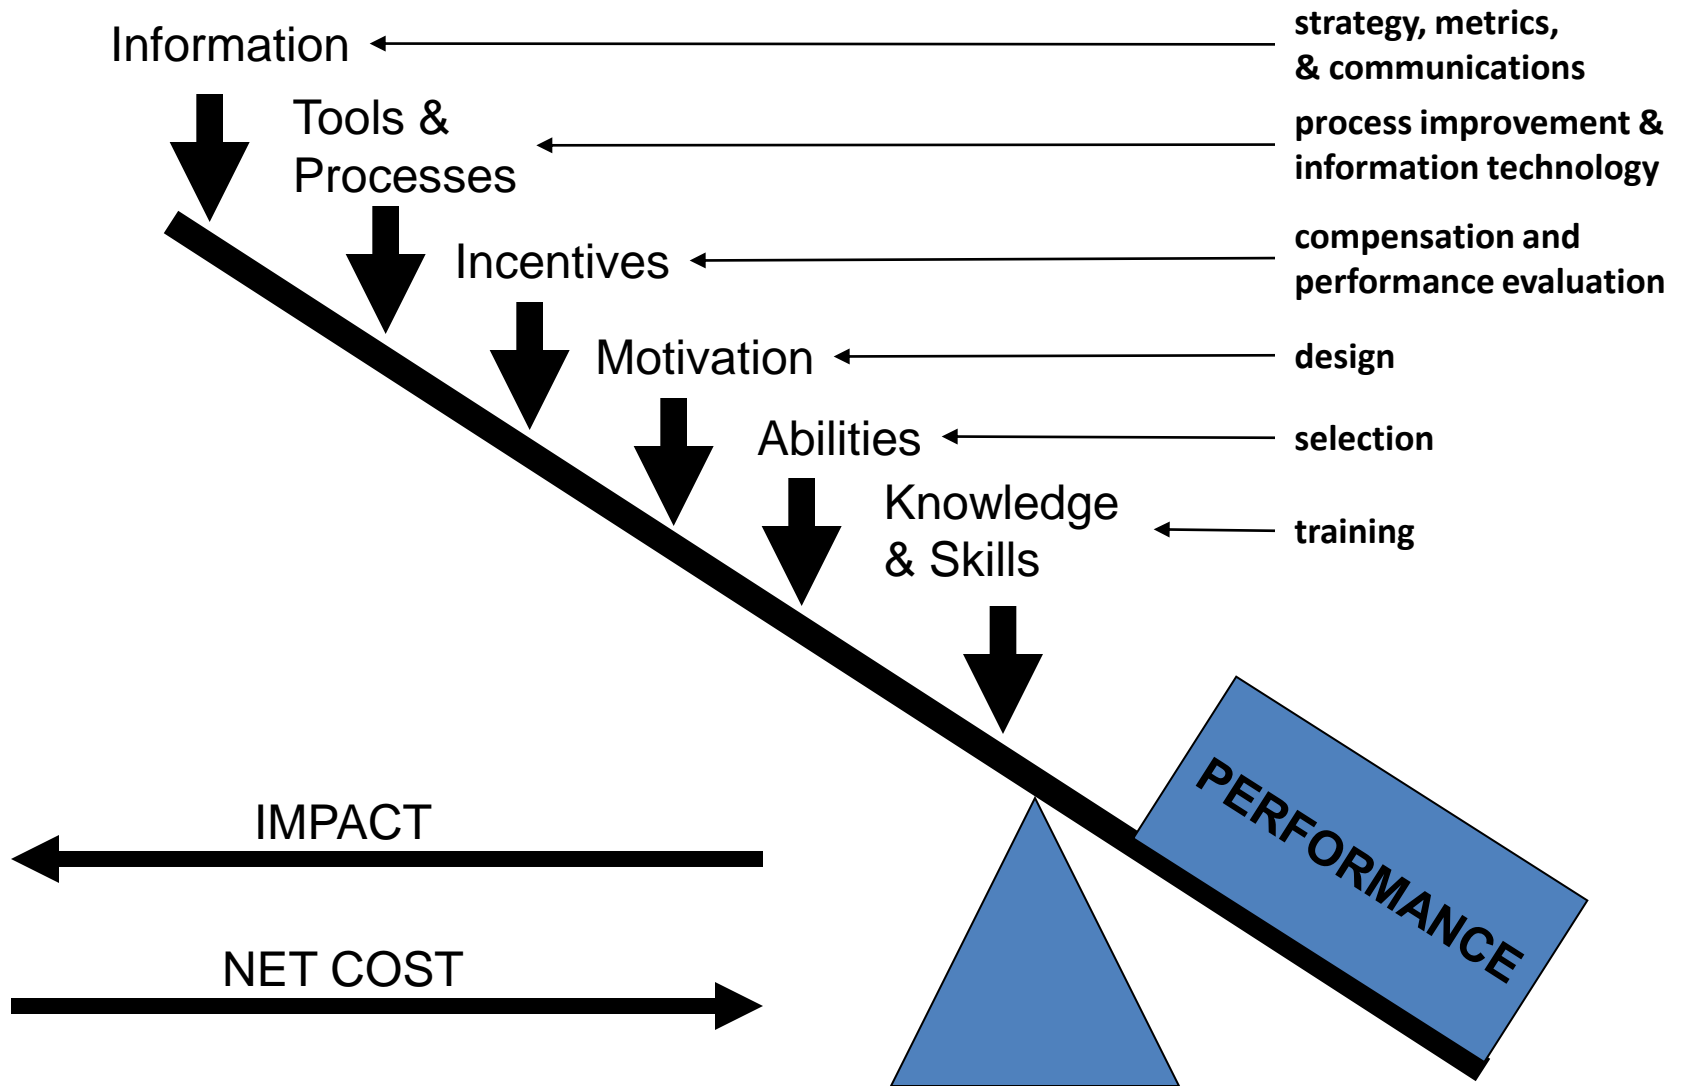 Information
strategy, metrics,
& communications
Tools &
Processes
process improvement &
information technology
Incentives
compensation and
performance evaluation
Motivation
design
Abilities
selection
Knowledge
& Skills
training
PERFORMANCE
IMPACT
NET COST